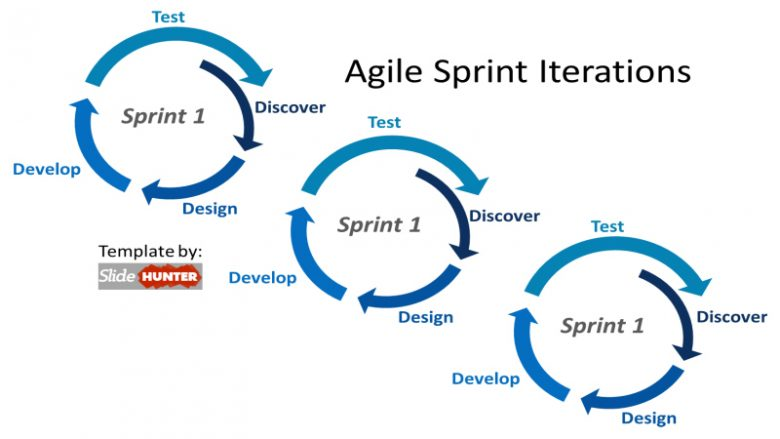 Agile Sprint Iterations
Test
Discover
Sprint 1
Develop
Design
Test
Discover
Sprint 1
Develop
Design
Test
Discover
Sprint 1
Develop
Design
Template by:
Slide HUNTER